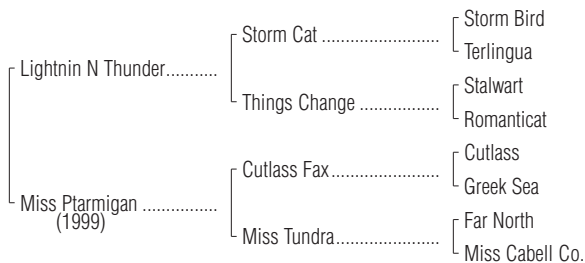 Storm Bird
Storm Cat ..........................
Terlingua
Lightnin N Thunder...........
Stalwart
Things Change ..................
Romanticat
Cutlass
Cutlass Fax........................
Greek Sea
Miss Ptarmigan ................
(1999)
Far North
Miss Tundra.......................
Miss Cabell Co.